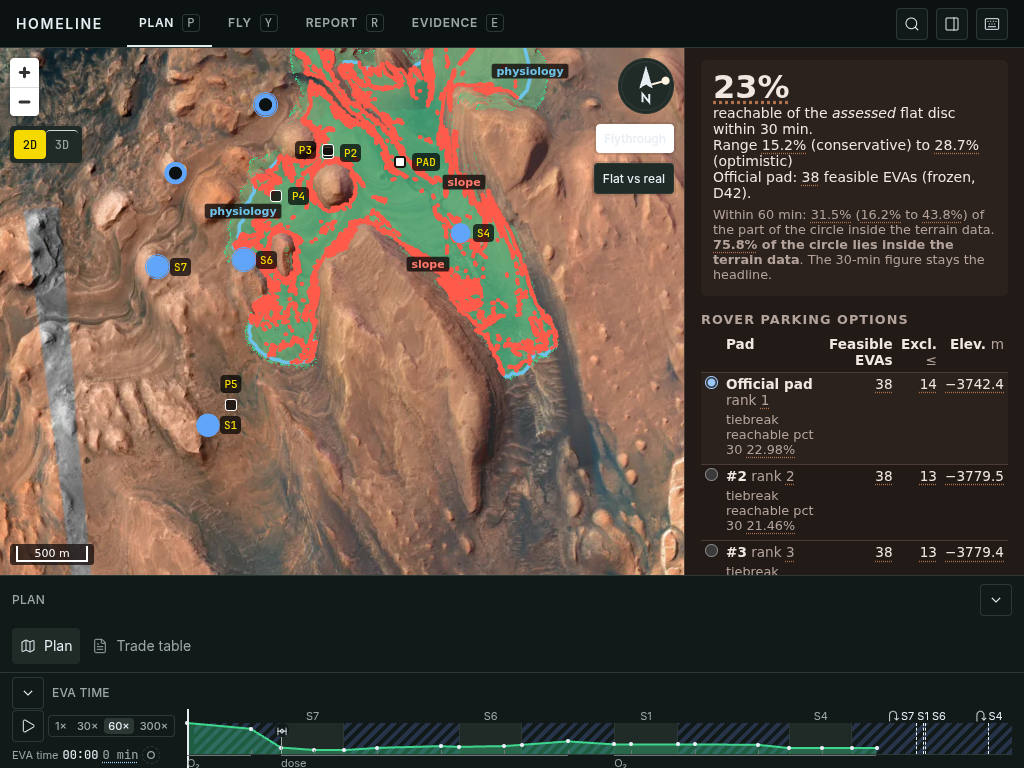 HOMELINE
PLAN P
FLY Y
REPORT R
EVIDENCE E
+
−
2D 3D
physiology
N
Flythrough
Flat vs real
P3
P2
PAD
slope
P4
physiology
S4
S6
S7
slope
P5
S1
500 m
23%
reachable of the assessed flat disc
within 30 min.
Range 15.2% (conservative) to 28.7%
(optimistic)
Official pad: 38 feasible EVAs (frozen,
D42).
Within 60 min: 31.5% (16.2% to 43.8%) of
the part of the circle inside the terrain data.
75.8% of the circle lies inside the
terrain data. The 30-min figure stays the
headline.
ROVER PARKING OPTIONS
Pad Feasible EVAs Excl. ≤ Elev. m
Official pad 38 14 −3742.4
rank 1
tiebreak
reachable pct
30 22.98%
#2 rank 2 38 13 −3779.5
tiebreak
reachable pct
30 21.46%
#3 rank 3 38 13 −3779.4
tiebreak
PLAN
Plan
Trade table
EVA TIME
1× 30× 60× 300×
EVA time 00:00 0 min
S7 S6 S1 S4 S7 S1 S6 S4
O₂ dose O₂